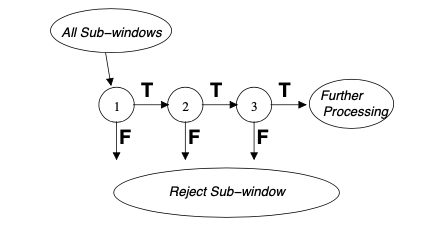 All Sub-windows
T T T
1 2 3
Further
Processing
F F F
Reject Sub-window